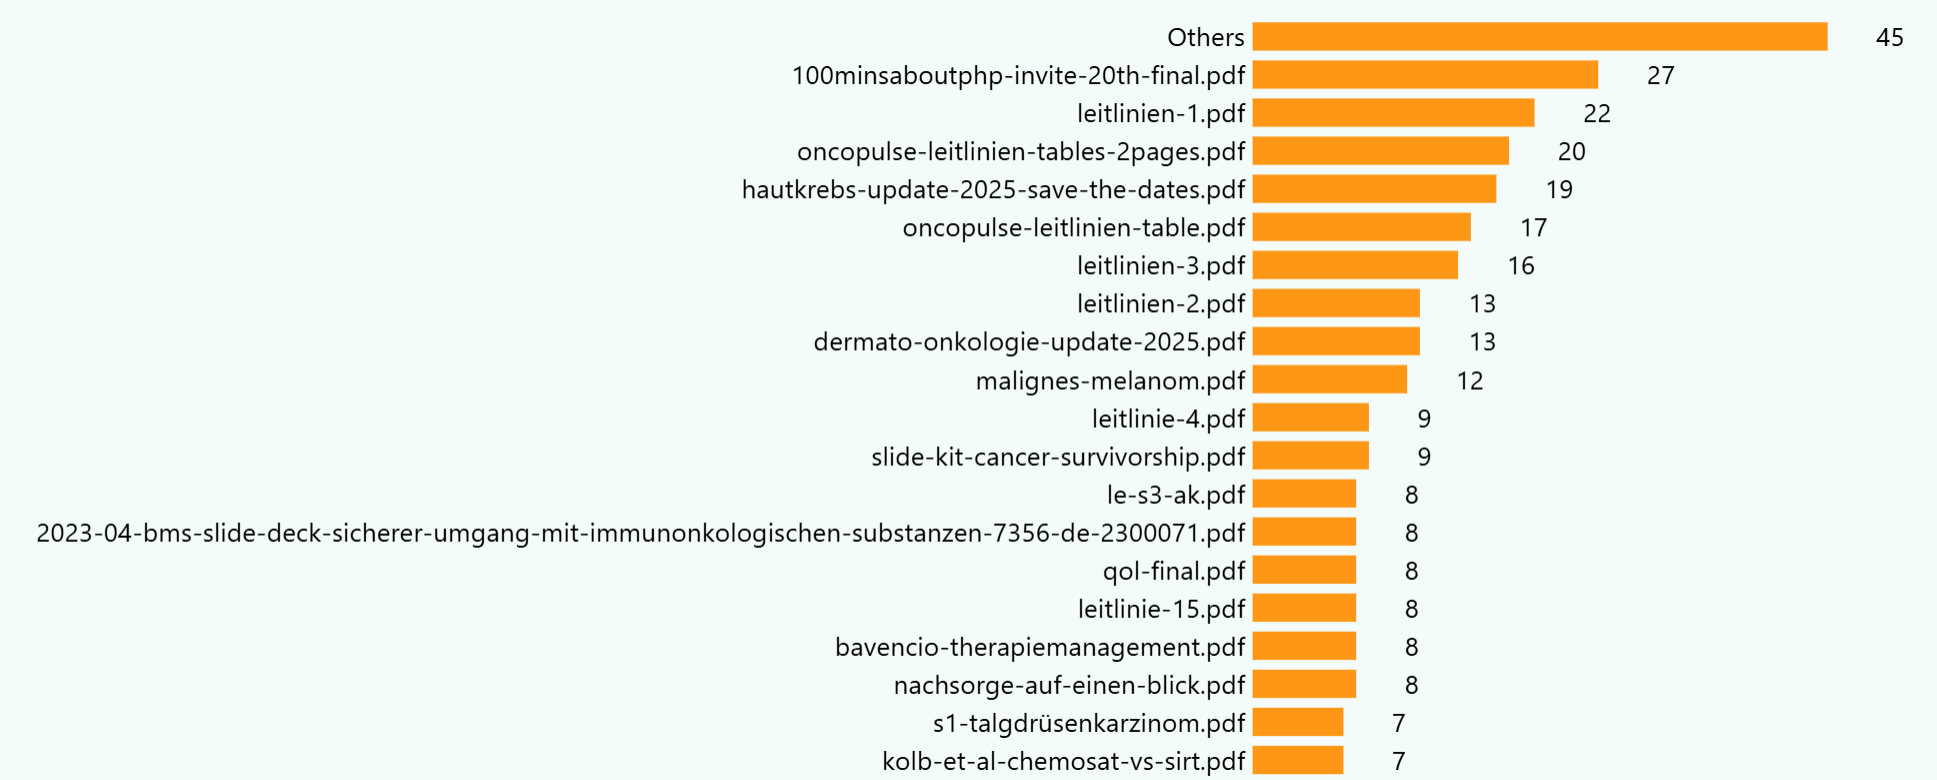 Others 45
100minsaboutphp-invite-20th-final.pdf 27
leitlinien-1.pdf 22
oncopulse-leitlinien-tables-2pages.pdf 20
hautkrebs-update-2025-save-the-dates.pdf 19
oncopulse-leitlinien-table.pdf 17
leitlinien-3.pdf 16
leitlinien-2.pdf 13
dermato-onkologie-update-2025.pdf 13
malignes-melanom.pdf 12
leitlinie-4.pdf 9
slide-kit-cancer-survivorship.pdf 9
le-s3-ak.pdf 8
2023-04-bms-slide-deck-sicherer-umgang-mit-immunonkologischen-substanzen-7356-de-2300071.pdf 8
qol-final.pdf 8
leitlinie-15.pdf 8
bavencio-therapiemanagement.pdf 8
nachsorge-auf-einen-blick.pdf 8
s1-talgdrüsenkarzinom.pdf 7
kolb-et-al-chemosat-vs-sirt.pdf 7